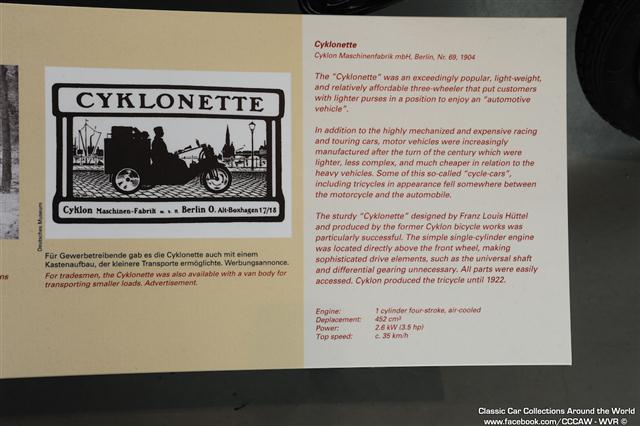 CYKLONETTE
Cyklon Maschinen-Fabrik m. b. H. Berlin O. Alt-Boxhagen 17/18
Deutsches Museum
Für Gewerbetreibende gab es die Cyklonette auch mit einem
Kastenaufbau, der kleinere Transporte ermöglichte. Werbungsannonce.
For tradesmen, the Cyklonette was also available with a van body for
transporting smaller loads. Advertisement.
Cyklonette
Cyklon Maschinenfabrik mbH, Berlin, Nr. 69, 1904
The "Cyklonette" was an exceedingly popular, light-weight,
and relatively affordable three-wheeler that put customers
with lighter purses in a position to enjoy an "automotive
vehicle".
In addition to the highly mechanized and expensive racing
and touring cars, motor vehicles were increasingly
manufactured after the turn of the century which were
lighter, less complex, and much cheaper in relation to the
heavy vehicles. Some of this so-called "cycle-cars",
including tricycles in appearance fell somewhere between
the motorcycle and the automobile.
The sturdy "Cyklonette" designed by Franz Louis Hüttel
and produced by the former Cyklon bicycle works was
particularly successful. The simple single-cylinder engine
was located directly above the front wheel, making
sophisticated drive elements, such as the universal shaft
and differential gearing unnecessary. All parts were easily
accessed. Cyklon produced the tricycle until 1922.
Engine: 1 cylinder four-stroke, air-cooled
Deplacement: 452 cm³
Power: 2.6 kW (3.5 hp)
Top speed: c. 35 km/h
Classic Car Collections Around the World
www.facebook.com/CCCAW - WVR ©